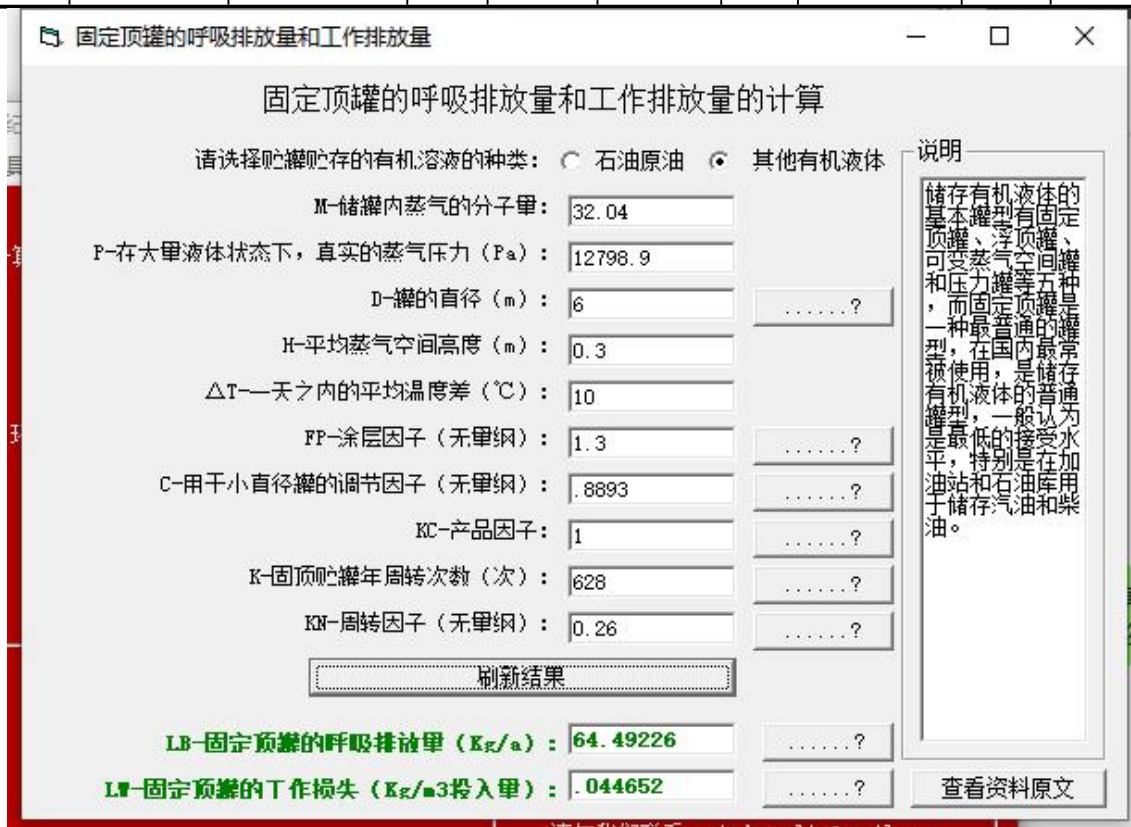 固定顶罐的呼吸排放量和工作排放量
固定顶罐的呼吸排放量和工作排放量的计算
请选择贮罐贮存的有机溶液的种类： 石油原油 其他有机液体
M-储罐内蒸气的分子量： 32.04
P-在大量液体状态下，真实的蒸气压力（Pa）： 12798.9
D-罐的直径（m）： 6 ......?
H-平均蒸气空间高度（m）： 0.3
△T-一天之内的平均温度差（℃）： 10
FP-涂层因子（无量纲）： 1.3 ......?
C-用于小直径罐的调节因子（无量纲）： .8893 ......?
KC-产品因子： 1 ......?
K-固顶贮罐年周转次数（次）： 628 ......?
KN-周转因子（无量纲）： 0.26 ......?
刷新结果
LB-固定顶罐的呼吸排放量（Kg/a）： 64.49226 ......?
LW-固定顶罐的工作损失（Kg/m3投入量）： .044652 ......?
说明
储存有机液体的
基本罐型有固定
顶罐、浮顶罐、
可变蒸气空间罐
和压力罐等五种
，而固定顶罐是
一种最普通的罐
型，在国内最常
被使用，是储存
有机液体的普通
罐型，一般认为
是最低的接受水
平，特别是在加
油站和石油库用
于储存汽油和柴
油。
查看资料原文